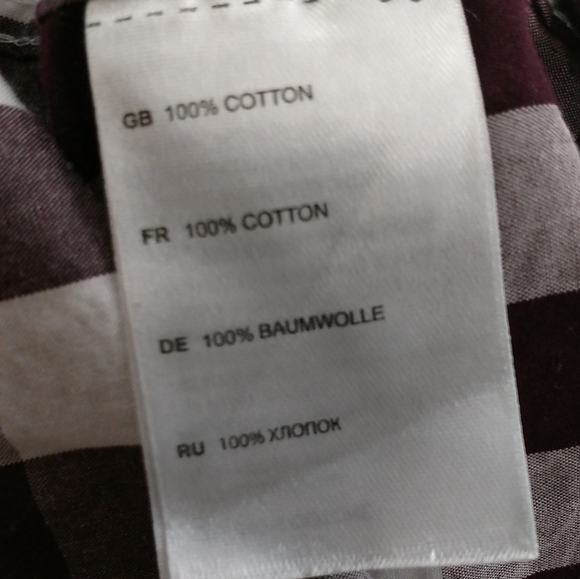 GB 100% COTTON
FR 100% COTTON
DE 100% BAUMWOLLE
RU 100% ХЛОПОК